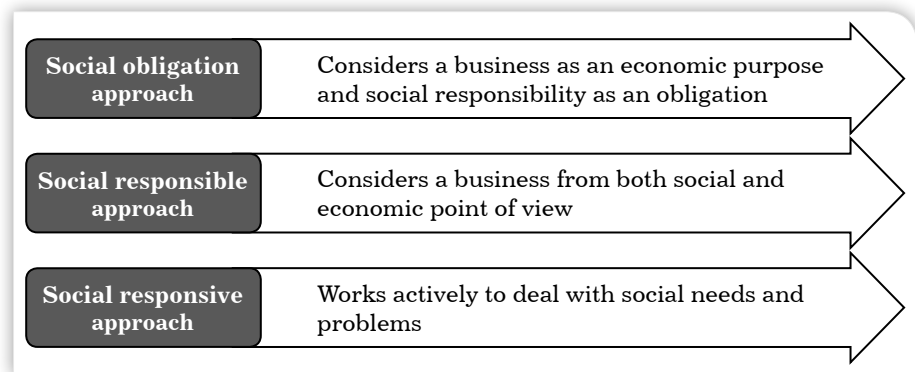 Social obligation
approach
Considers a business as an economic purpose
and social responsibility as an obligation
Social responsible
approach
Considers a business from both social and
economic point of view
Social responsive
approach
Works actively to deal with social needs and
problems